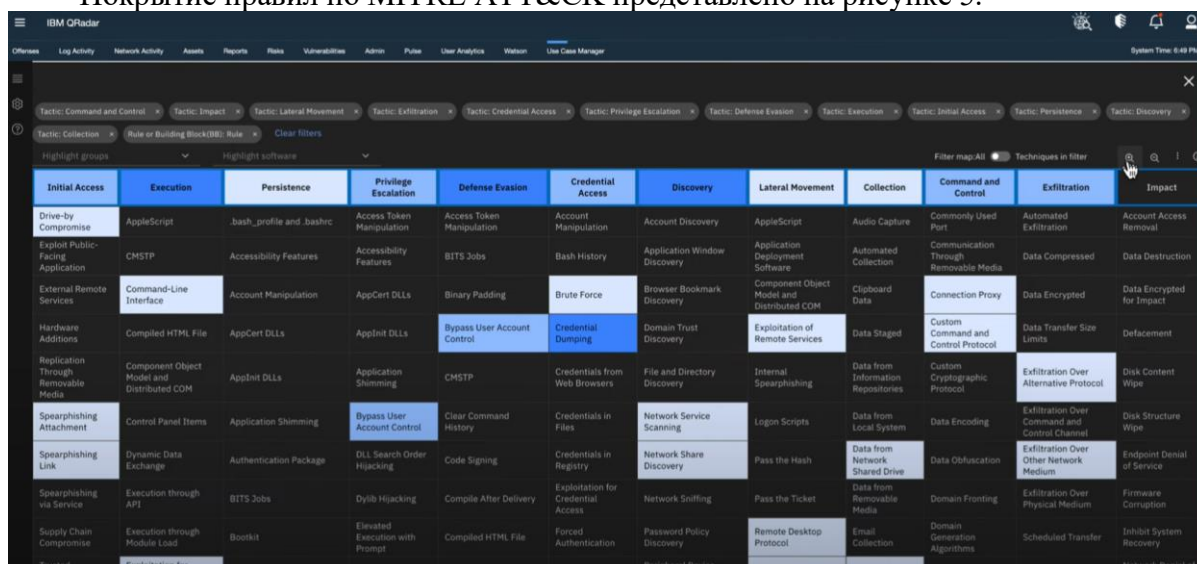 Покрытие правил по MITRE ATT&CK представлено на рисунке 5.
IBM QRadar
Offenses Log Activity Network Activity Assets Reports Risks Vulnerabilities Admin Pulse User Analytics Watson Use Case Manager System Time: 6:49 PM
Tactic: Command and Control × Tactic: Impact × Tactic: Lateral Movement × Tactic: Exfiltration × Tactic: Credential Access × Tactic: Privilege Escalation × Tactic: Defense Evasion × Tactic: Execution × Tactic: Initial Access × Tactic: Persistence × Tactic: Discovery ×
Tactic: Collection × Rule or Building Block(BB): Rule × Clear filters
Highlight groups Highlight software Filter map:All Techniques in filter
Initial Access Execution Persistence Privilege Escalation Defense Evasion Credential Access Discovery Lateral Movement Collection Command and Control Exfiltration Impact
Drive-by Compromise AppleScript .bash_profile and .bashrc Access Token Manipulation Access Token Manipulation Account Manipulation Account Discovery AppleScript Audio Capture Commonly Used Port Automated Exfiltration Account Access Removal
Exploit Public-Facing Application CMSTP Accessibility Features Accessibility Features BITS Jobs Bash History Application Window Discovery Application Deployment Software Automated Collection Communication Through Removable Media Data Compressed Data Destruction
External Remote Services Command-Line Interface Account Manipulation AppCert DLLs Binary Padding Brute Force Browser Bookmark Discovery Component Object Model and Distributed COM Clipboard Data Connection Proxy Data Encrypted Data Encrypted for Impact
Hardware Additions Compiled HTML File AppCert DLLs AppInit DLLs Bypass User Account Control Credential Dumping Domain Trust Discovery Exploitation of Remote Services Data Staged Custom Command and Control Protocol Data Transfer Size Limits Defacement
Replication Through Removable Media Component Object Model and Distributed COM AppInit DLLs Application Shimming CMSTP Credentials from Web Browsers File and Directory Discovery Internal Spearphishing Data from Information Repositories Custom Cryptographic Protocol Exfiltration Over Alternative Protocol Disk Content Wipe
Spearphishing Attachment Control Panel Items Application Shimming Bypass User Account Control Clear Command History Credentials in Files Network Service Scanning Logon Scripts Data from Local System Data Encoding Exfiltration Over Command and Control Channel Disk Structure Wipe
Spearphishing Link Dynamic Data Exchange Authentication Package DLL Search Order Hijacking Code Signing Credentials in Registry Network Share Discovery Pass the Hash Data from Network Shared Drive Data Obfuscation Exfiltration Over Other Network Medium Endpoint Denial of Service
Spearphishing via Service Execution through API BITS Jobs Dylib Hijacking Compile After Delivery Exploitation for Credential Access Network Sniffing Pass the Ticket Data from Removable Media Domain Fronting Exfiltration Over Physical Medium Firmware Corruption
Supply Chain Compromise Execution through Module Load Bootkit Elevated Execution with Prompt Compiled HTML File Forced Authentication Password Policy Discovery Remote Desktop Protocol Email Collection Domain Generation Algorithms Scheduled Transfer Inhibit System Recovery